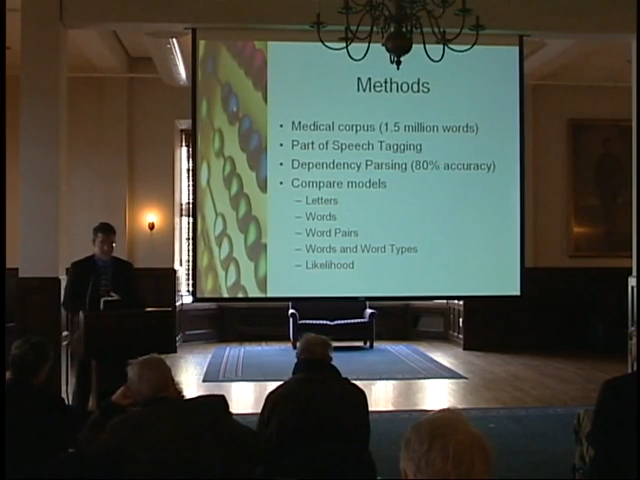 Methods
• Medical corpus (1.5 million words)
• Part of Speech Tagging
• Dependency Parsing (80% accuracy)
• Compare models
– Letters
– Words
– Word Pairs
– Words and Word Types
– Likelihood